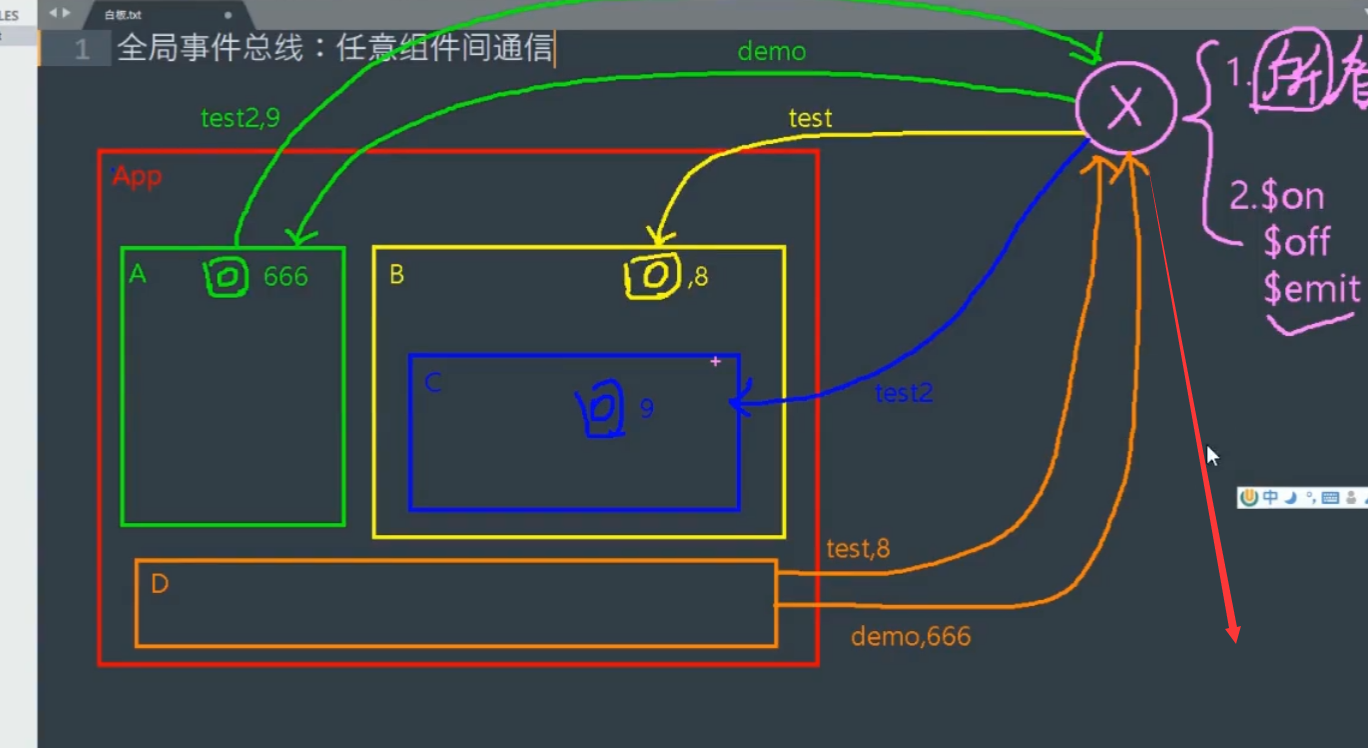 LES
白板.txt
1 全局事件总线：任意组件间通信
demo
test2,9
test
1.所有
App
2.$on
$off
$emit
A
666
B
,8
C
9
test2
中
test,8
D
demo,666
X